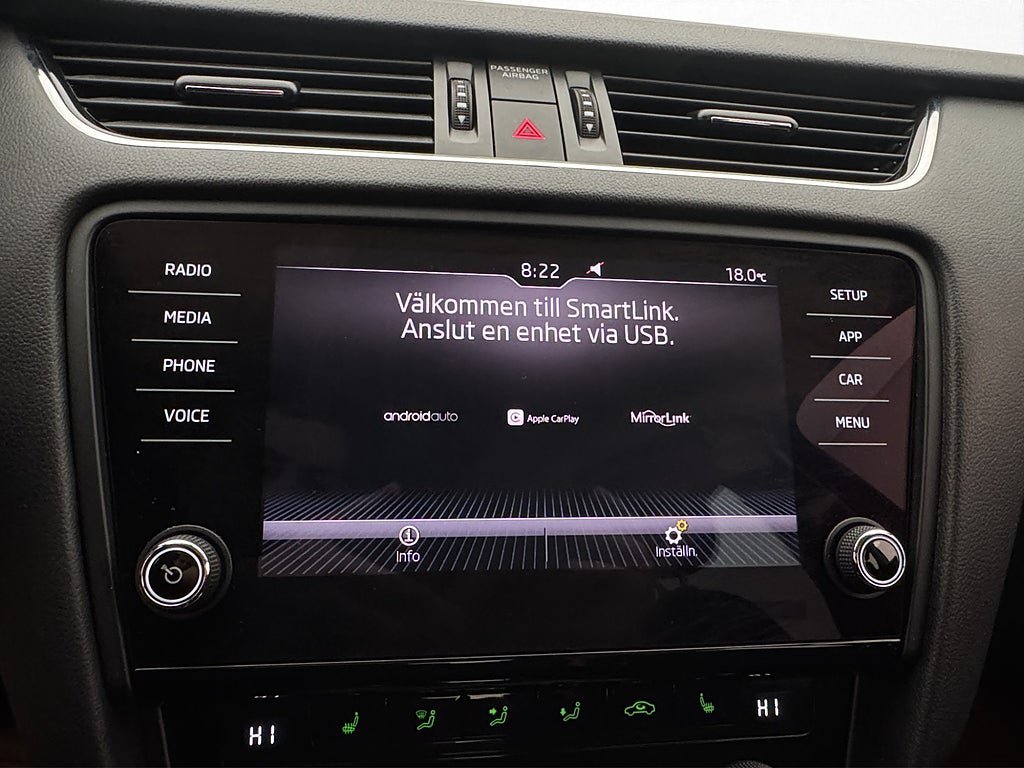 PASSENGER
AIRBAG
8:22
18.0°C
RADIO
MEDIA
PHONE
VOICE
Välkommen till SmartLink.
Anslut en enhet via USB.
androidauto
Apple CarPlay
MirrorLink
Info
Inställn.
SETUP
APP
CAR
MENU
HI
HI